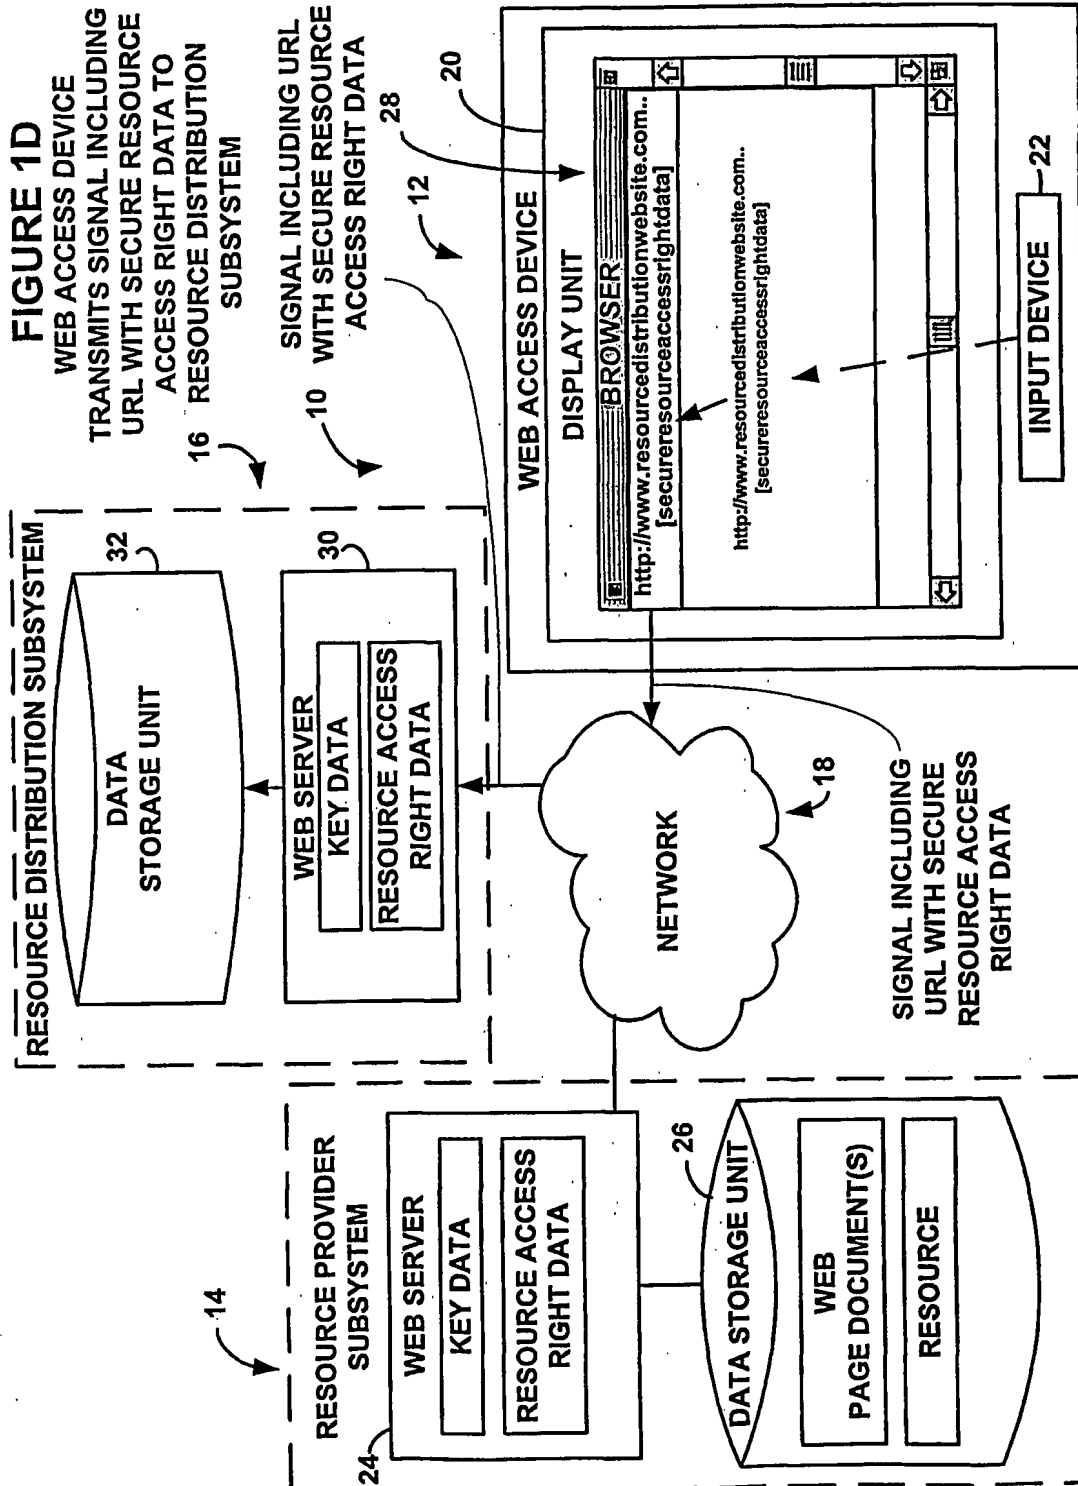 FIGURE 1D
WEB ACCESS DEVICE
TRANSMITS SIGNAL INCLUDING
URL WITH SECURE RESOURCE
ACCESS RIGHT DATA TO
RESOURCE DISTRIBUTION
SUBSYSTEM
16
10
SIGNAL INCLUDING URL
WITH SECURE RESOURCE
ACCESS RIGHT DATA
12
RESOURCE DISTRIBUTION SUBSYSTEM
32
DATA
STORAGE UNIT
30
WEB SERVER
KEY DATA
RESOURCE ACCESS
RIGHT DATA
28
20
WEB ACCESS DEVICE
DISPLAY UNIT
BROWSER
http://www.resourcedistributionwebsite.com..
[secureresourceaccessrightdata]
http://www.resourcedistributionwebsite.com..
[secureresourceaccessrightdata]
22
INPUT DEVICE
14
RESOURCE PROVIDER
SUBSYSTEM
24
WEB SERVER
KEY DATA
RESOURCE ACCESS
RIGHT DATA
26
DATA STORAGE UNIT
WEB
PAGE DOCUMENT(S)
RESOURCE
NETWORK
18
SIGNAL INCLUDING
URL WITH SECURE
RESOURCE ACCESS
RIGHT DATA